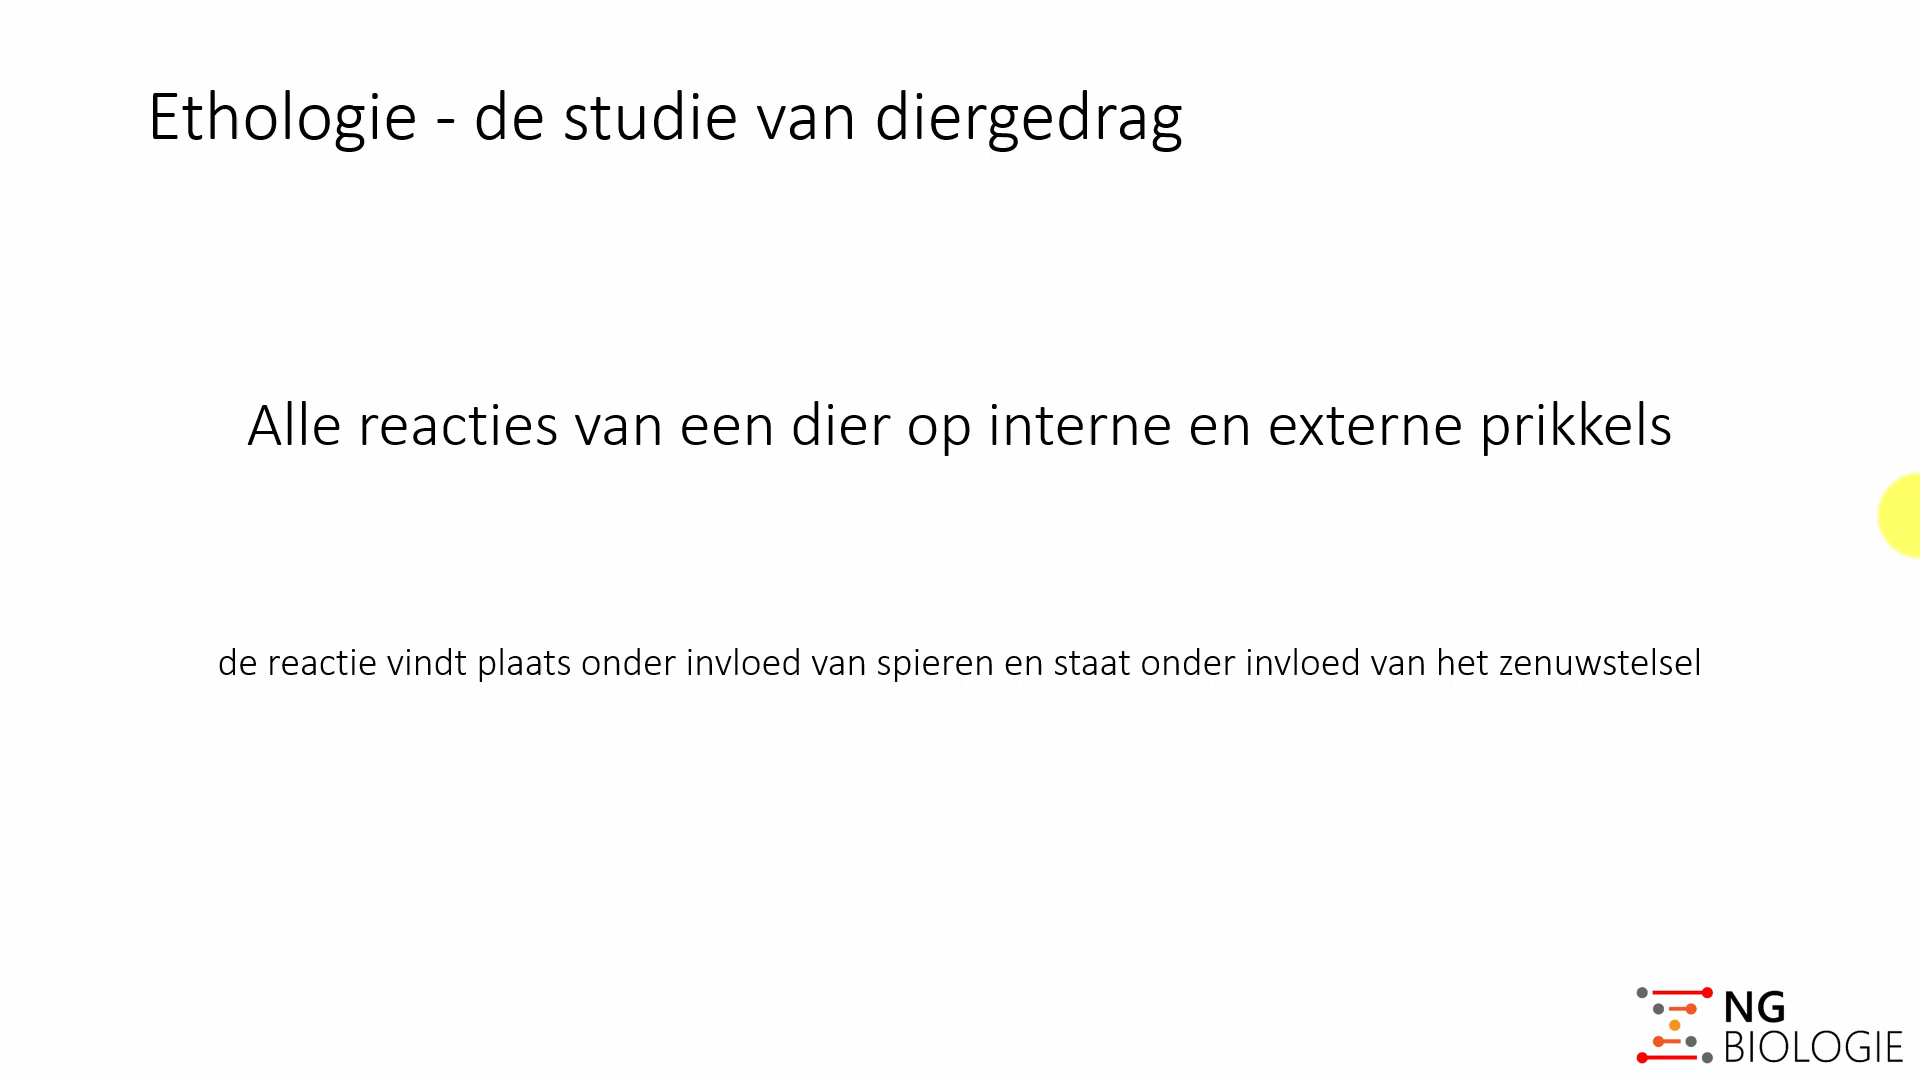 Ethologie - de studie van diergedrag
Alle reacties van een dier op interne en externe prikkels
de reactie vindt plaats onder invloed van spieren en staat onder invloed van het zenuwstelsel
NG
BIOLOGIE